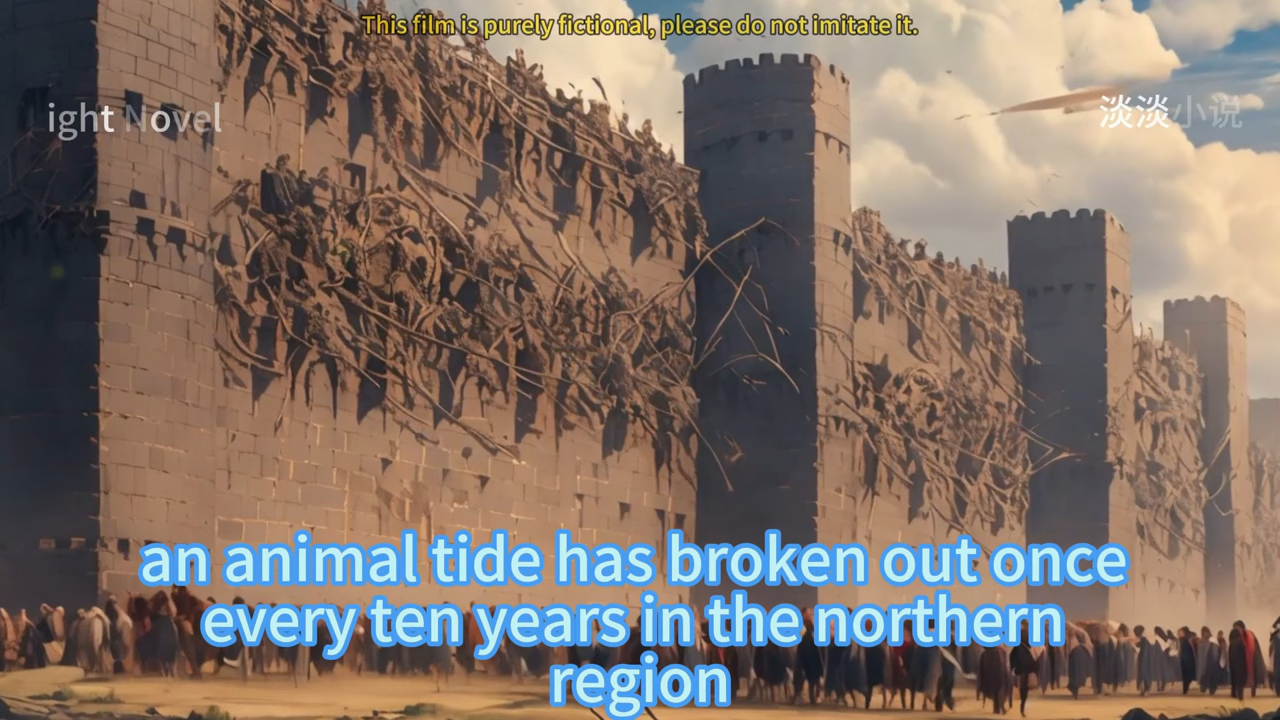 This film is purely fictional, please do not imitate it.
ight Novel
淡淡小说
an animal tide has broken out once
every ten years in the northern
region